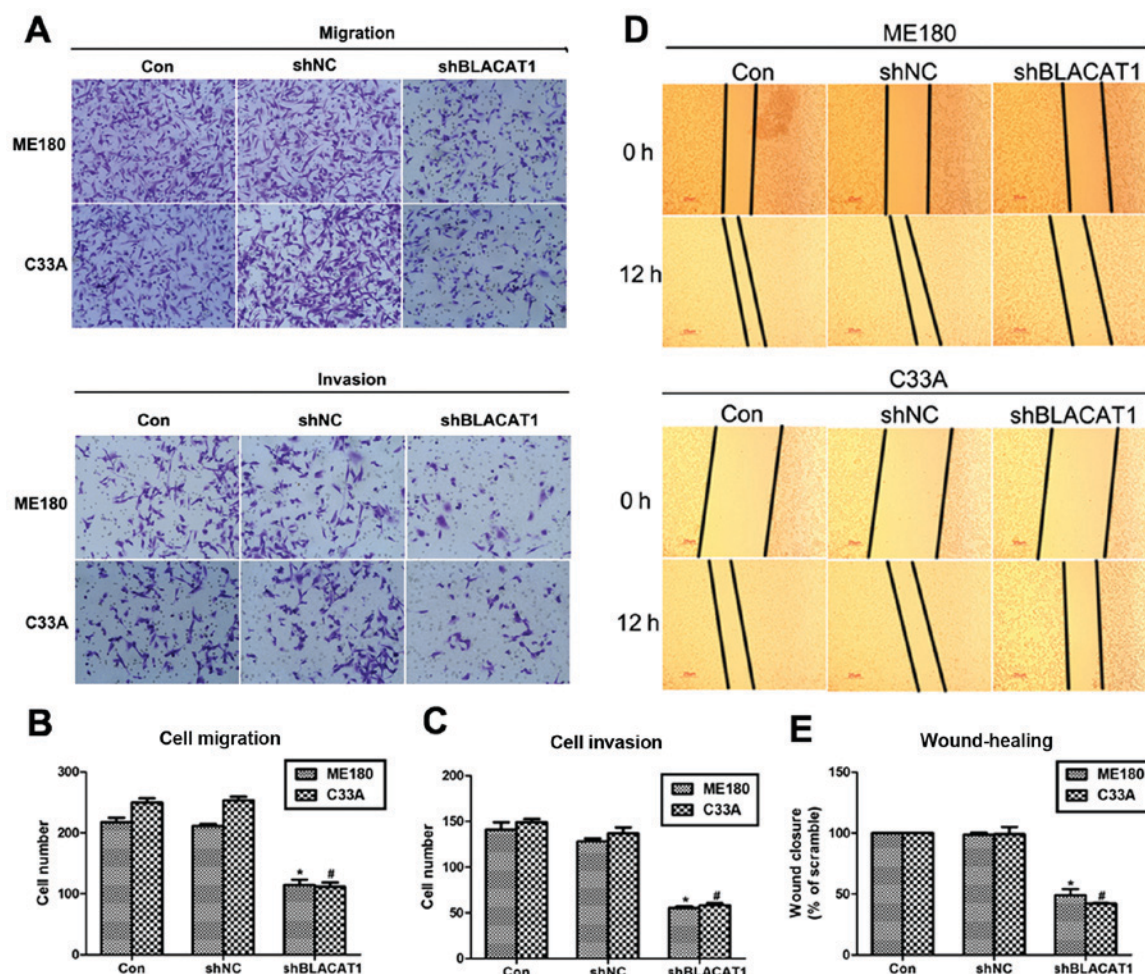 A
Migration
Con shNC shBLACAT1
ME180
C33A
Invasion
Con shNC shBLACAT1
ME180
C33A
D
ME180
Con shNC shBLACAT1
0 h
12 h
C33A
Con shNC shBLACAT1
0 h
12 h
B
Cell migration
Cell number
300
200
100
0
ME180
C33A
* #
Con shNC shBLACAT1
C
Cell invasion
Cell number
200
150
100
50
0
ME180
C33A
* #
Con shNC shBLACAT1
E
Wound-healing
Wound closure
(% of scramble)
150
100
50
0
ME180
C33A
* #
Con shNC shBLACAT1